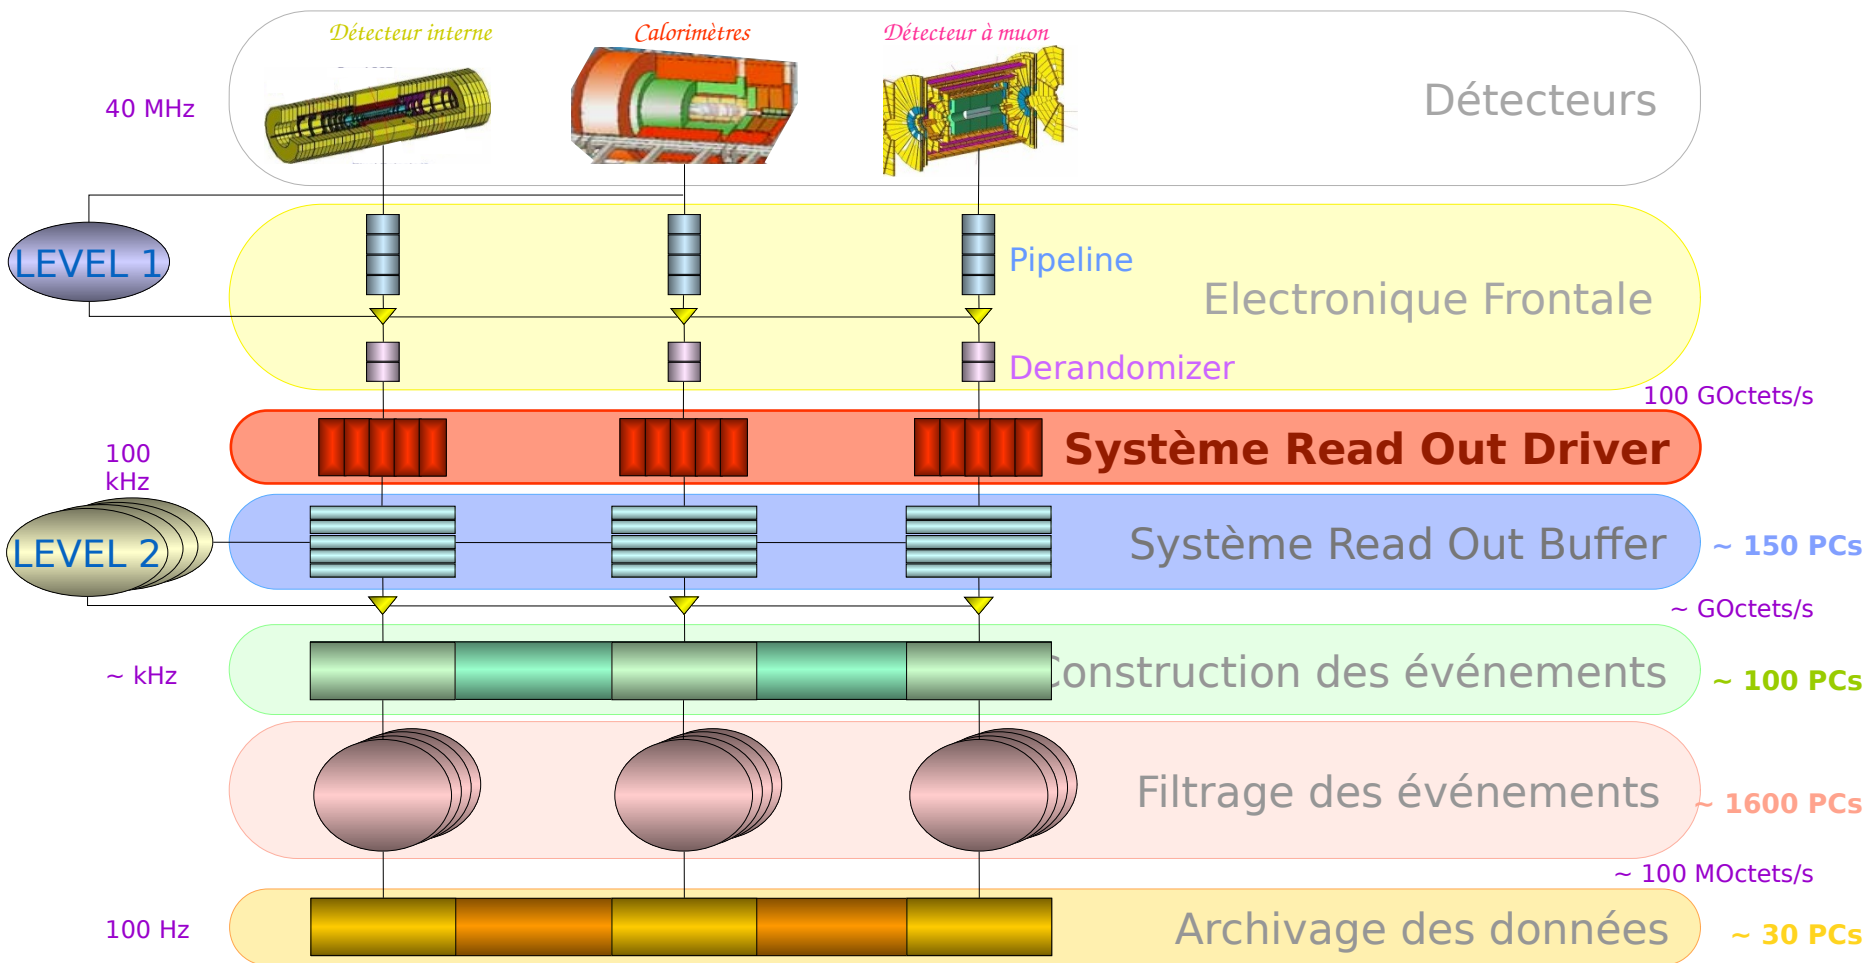 Détecteur interne
Calorimètres
Détecteur à muon
40 MHz
Détecteurs
LEVEL 1
Pipeline
Electronique Frontale
Derandomizer
100 GOctets/s
Système Read Out Driver
100
kHz
LEVEL 2
Système Read Out Buffer
~ 150 PCs
~ GOctets/s
~ kHz
Construction des événements
~ 100 PCs
Filtrage des événements
~ 1600 PCs
~ 100 MOctets/s
100 Hz
Archivage des données
~ 30 PCs